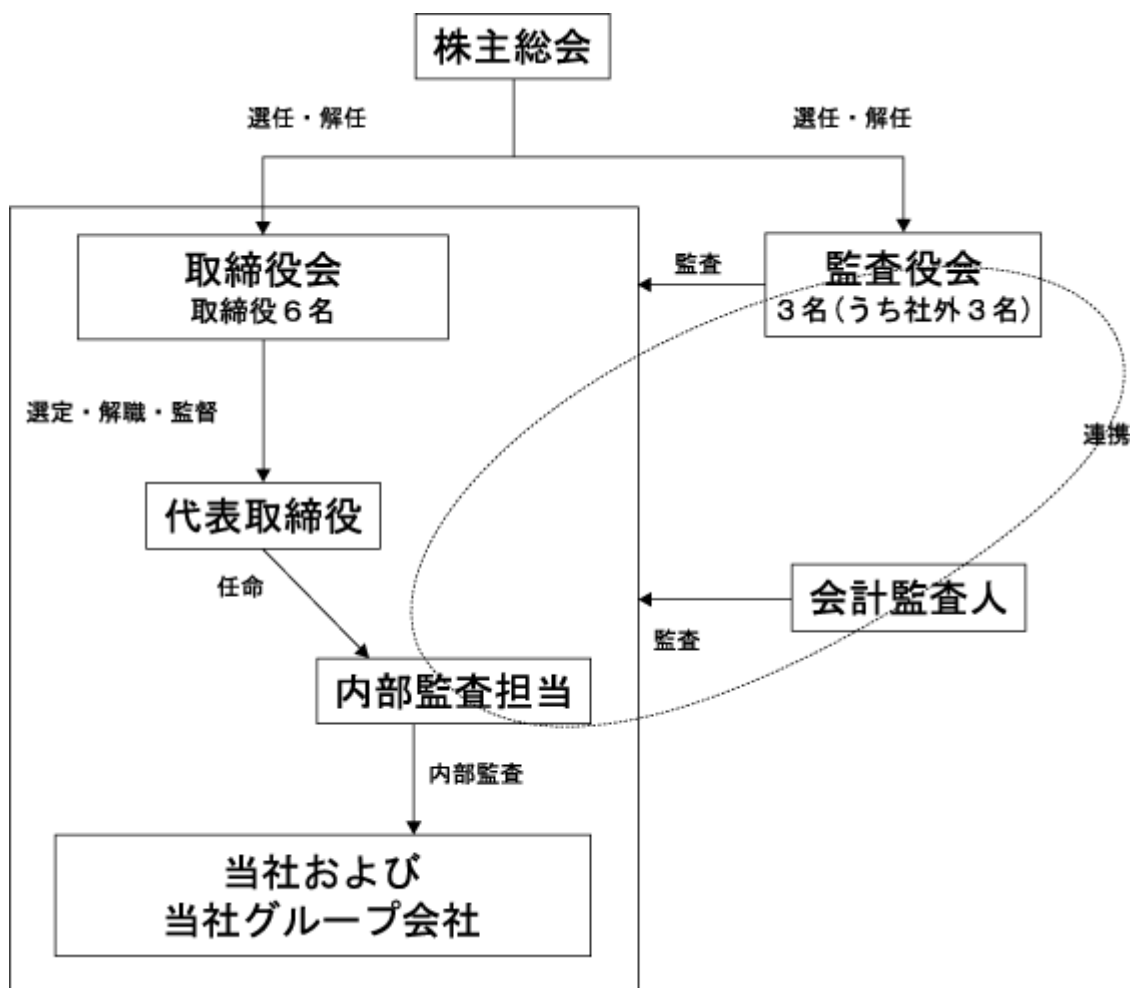 株主総会
選任・解任
選任・解任
取締役会
取締役６名
監査
監査役会
３名（うち社外３名）
選定・解職・監督
連携
代表取締役
任命
会計監査人
監査
内部監査担当
内部監査
当社および
当社グループ会社